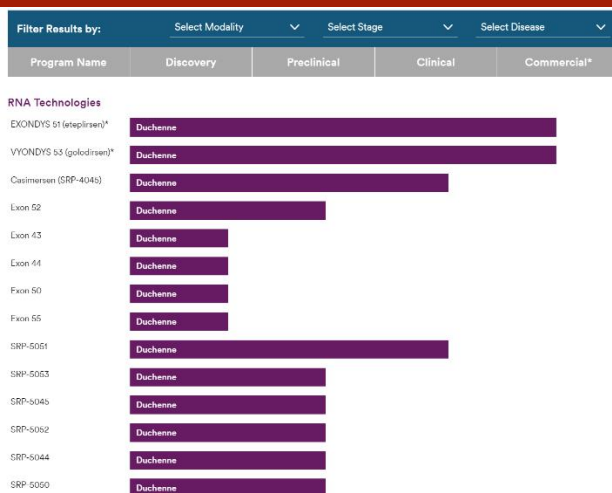 Filter Results by: Select Modality Select Stage Select Disease
Program Name Discovery Preclinical Clinical Commercial*
RNA Technologies
EXONDYS 51 (eteplirsen)* Duchenne
VYONDYS 53 (golodirsen)* Duchenne
Casimersen (SRP-4045) Duchenne
Exon 52 Duchenne
Exon 43 Duchenne
Exon 44 Duchenne
Exon 50 Duchenne
Exon 55 Duchenne
SRP-5051 Duchenne
SRP-5053 Duchenne
SRP-5045 Duchenne
SRP-5052 Duchenne
SRP-5044 Duchenne
SRP-5050 Duchenne